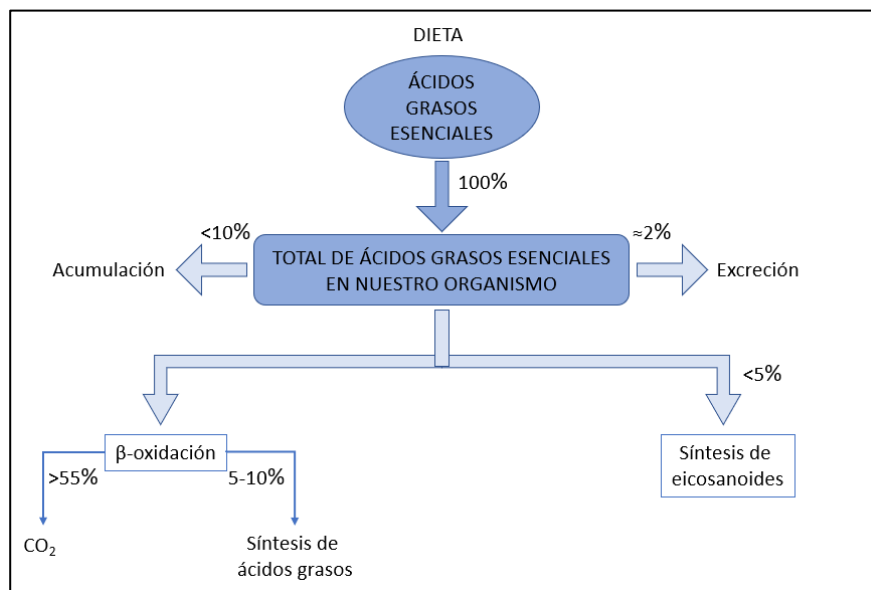 DIETA
ÁCIDOS
GRASOS
ESENCIALES
100%
<10%
≈2%
Acumulación
TOTAL DE ÁCIDOS GRASOS ESENCIALES
EN NUESTRO ORGANISMO
Excreción
<5%
β-oxidación
>55%
5-10%
Síntesis de
eicosanoides
CO₂
Síntesis de
ácidos grasos